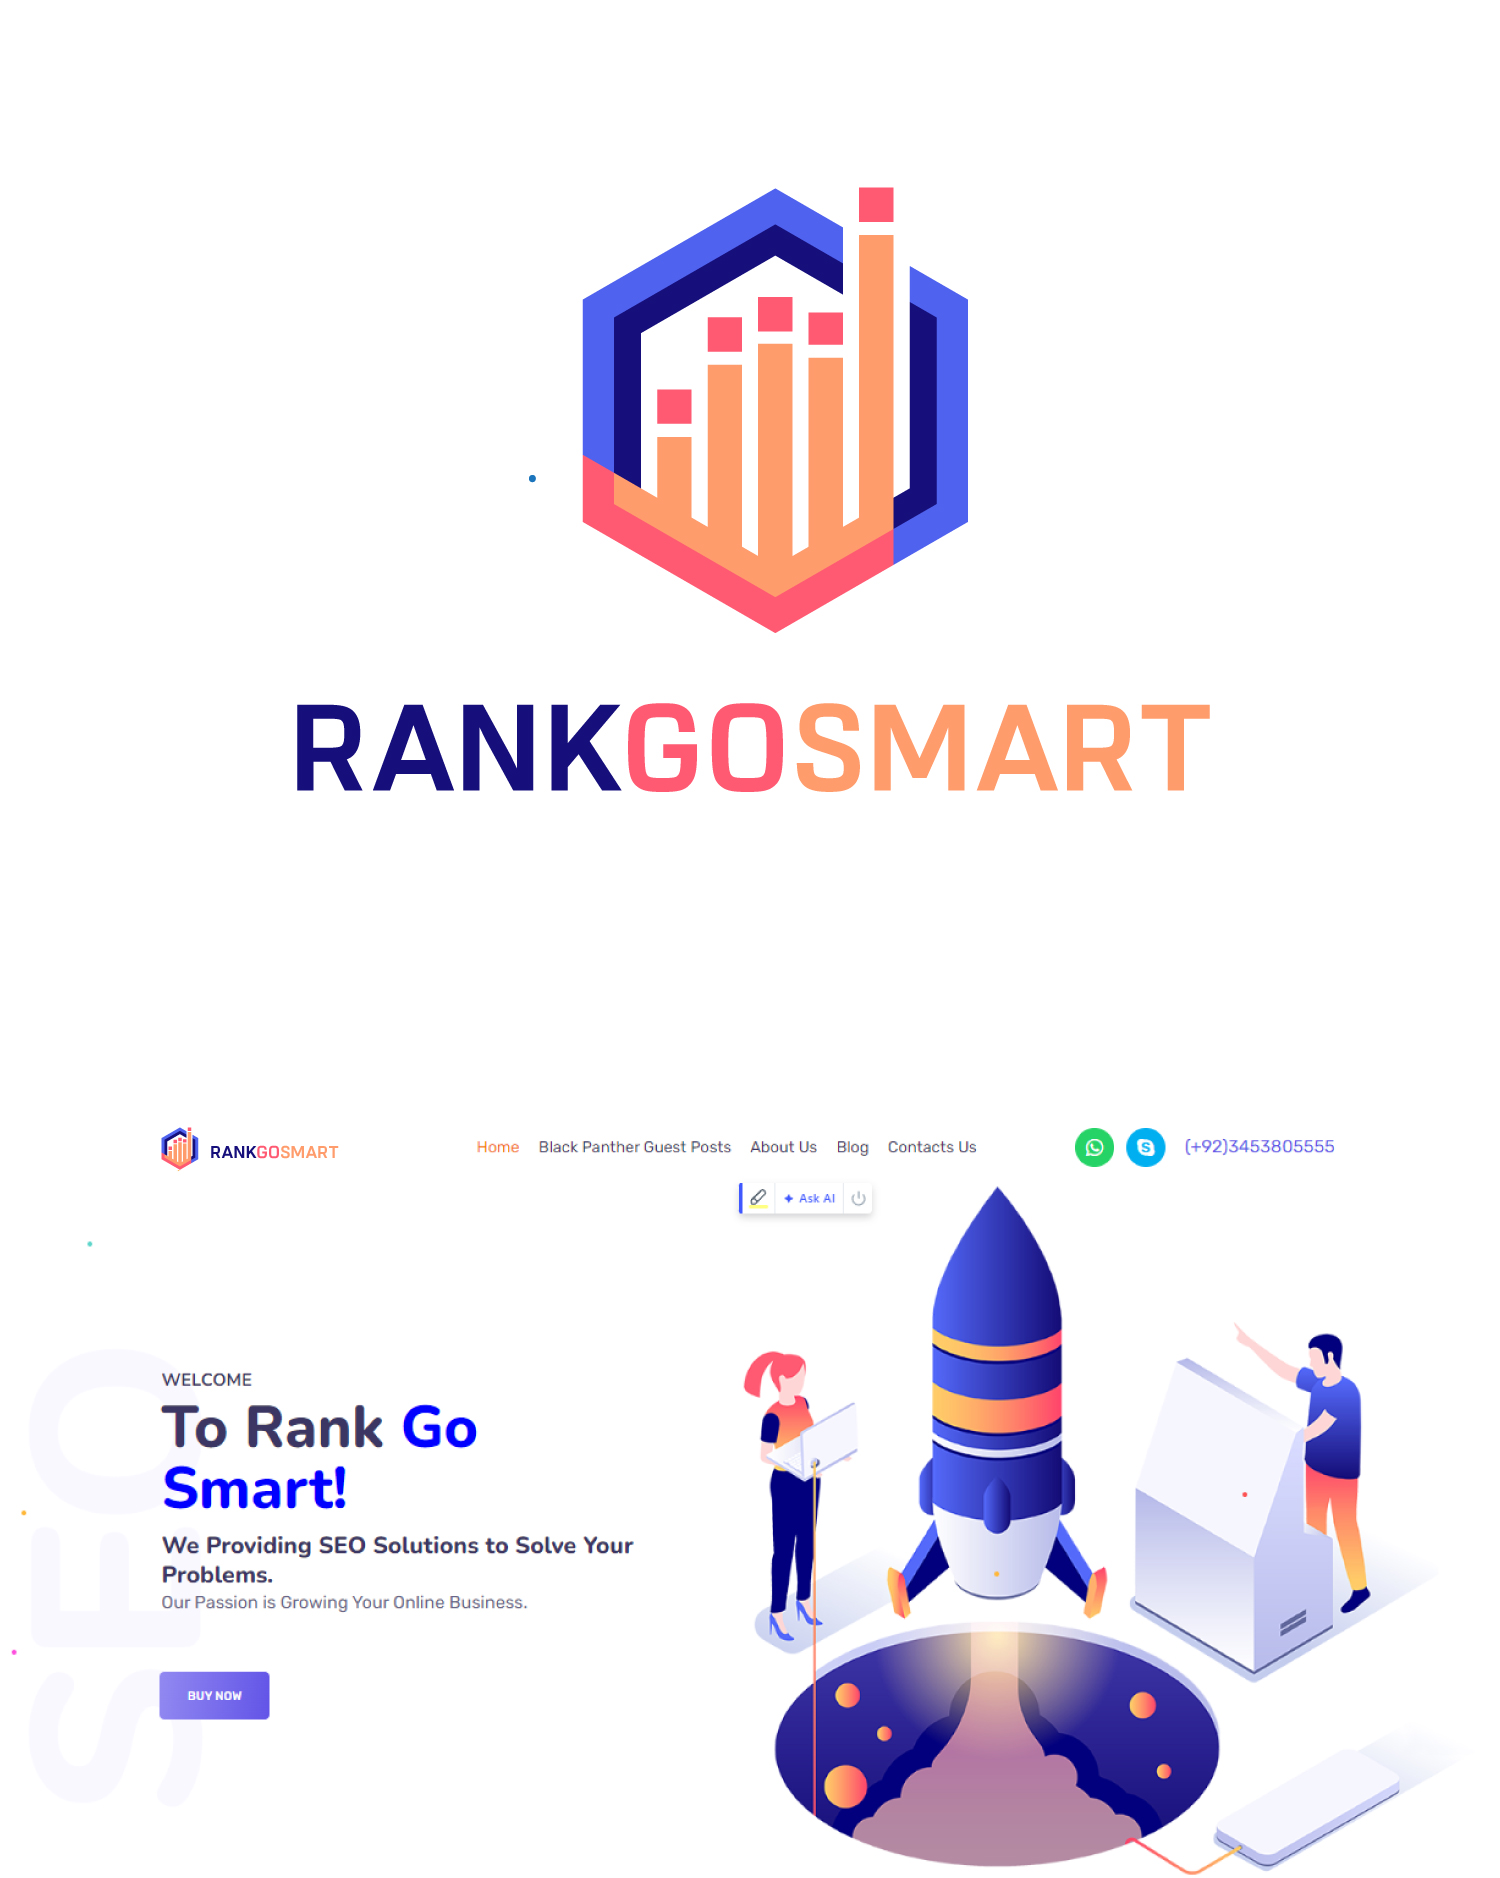 RANKGOSMART
RANKGOSMART
Home Black Panther Guest Posts About Us Blog Contacts Us
(+92)3453805555
Ask AI
SEO
WELCOME
To Rank Go
Smart!
We Providing SEO Solutions to Solve Your
Problems.
Our Passion is Growing Your Online Business.
BUY NOW